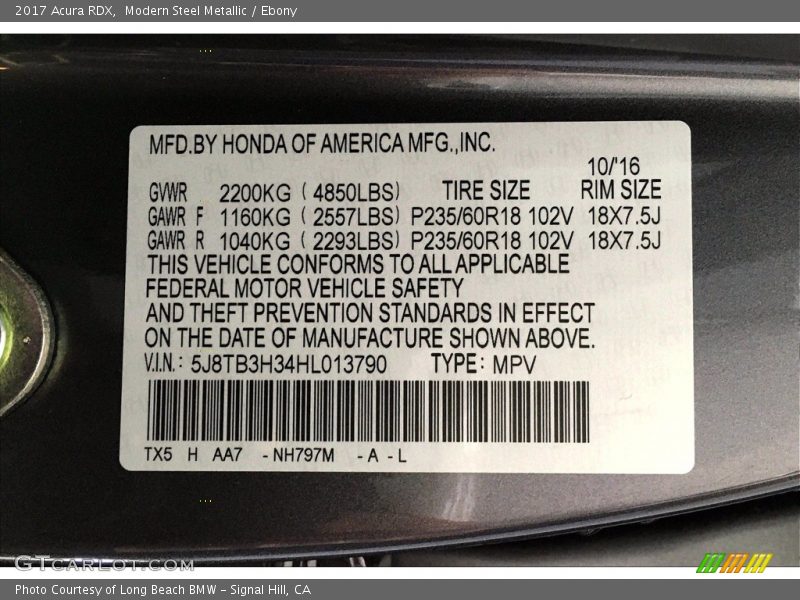 2017 Acura RDX, Modern Steel Metallic / Ebony
MFD.BY HONDA OF AMERICA MFG.,INC.
10/'16
GVWR 2200KG ( 4850LBS) TIRE SIZE RIM SIZE
GAWR F 1160KG ( 2557LBS) P235/60R18 102V 18X7.5J
GAWR R 1040KG ( 2293LBS) P235/60R18 102V 18X7.5J
THIS VEHICLE CONFORMS TO ALL APPLICABLE
FEDERAL MOTOR VEHICLE SAFETY
AND THEFT PREVENTION STANDARDS IN EFFECT
ON THE DATE OF MANUFACTURE SHOWN ABOVE.
V.I.N.: 5J8TB3H34HL013790 TYPE: MPV
TX5 H AA7 -NH797M -A -L
GTCARLOT.COM
Photo Courtesy of Long Beach BMW – Signal Hill, CA